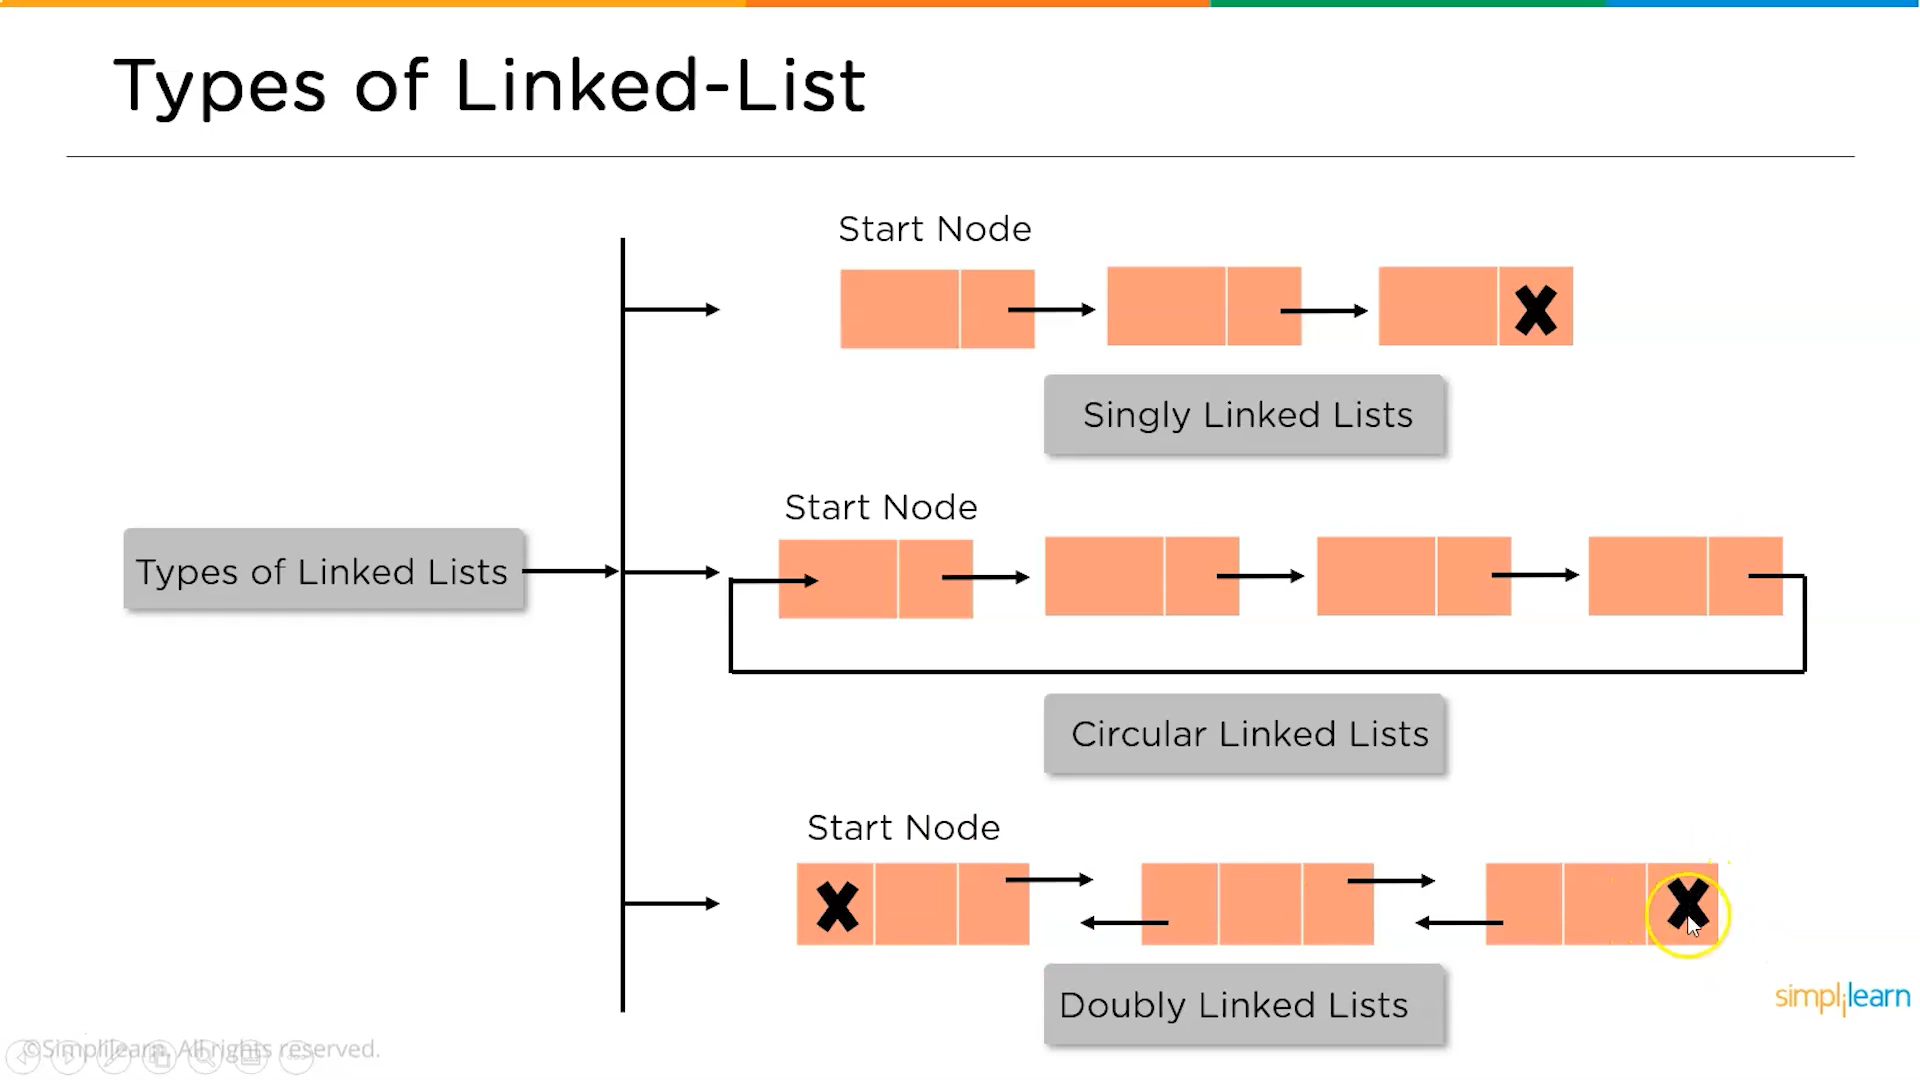 Types of Linked-List
Start Node
Singly Linked Lists
Start Node
Types of Linked Lists
Circular Linked Lists
Start Node
Doubly Linked Lists
simplilearn
©Simplilearn. All rights reserved.